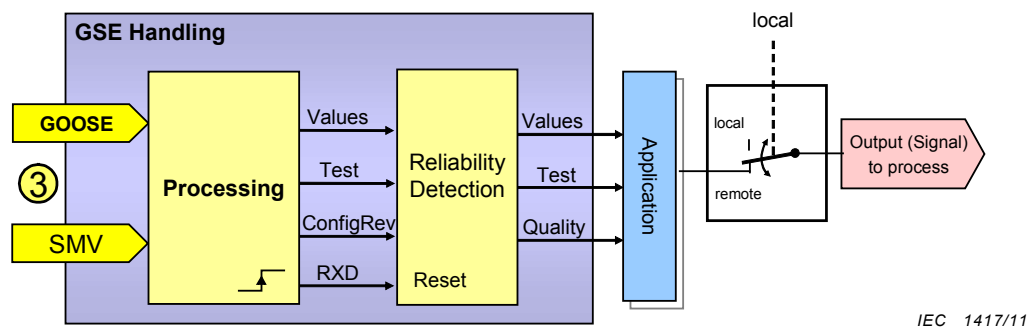 GSE Handling
GOOSE
3
SMV
Processing
Values
Test
ConfigRev
RXD
Reliability
Detection
Reset
Values
Test
Quality
Application
local
local
remote
Output (Signal)
to process
IEC 1417/11